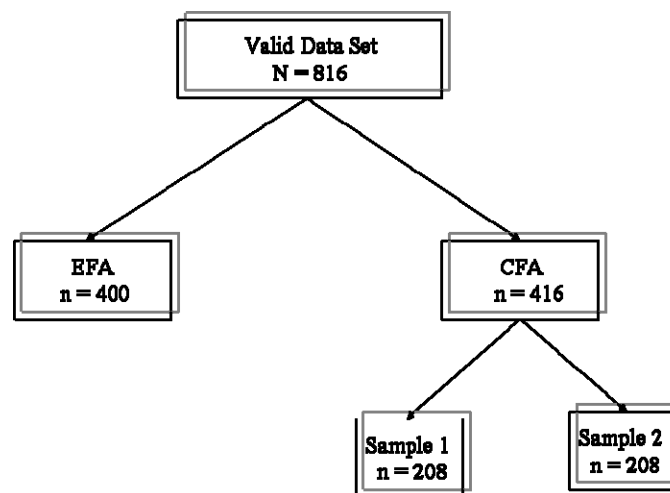 Valid Data Set
N = 816
EFA
n = 400
CFA
n = 416
Sample 1
n = 208
Sample 2
n = 208